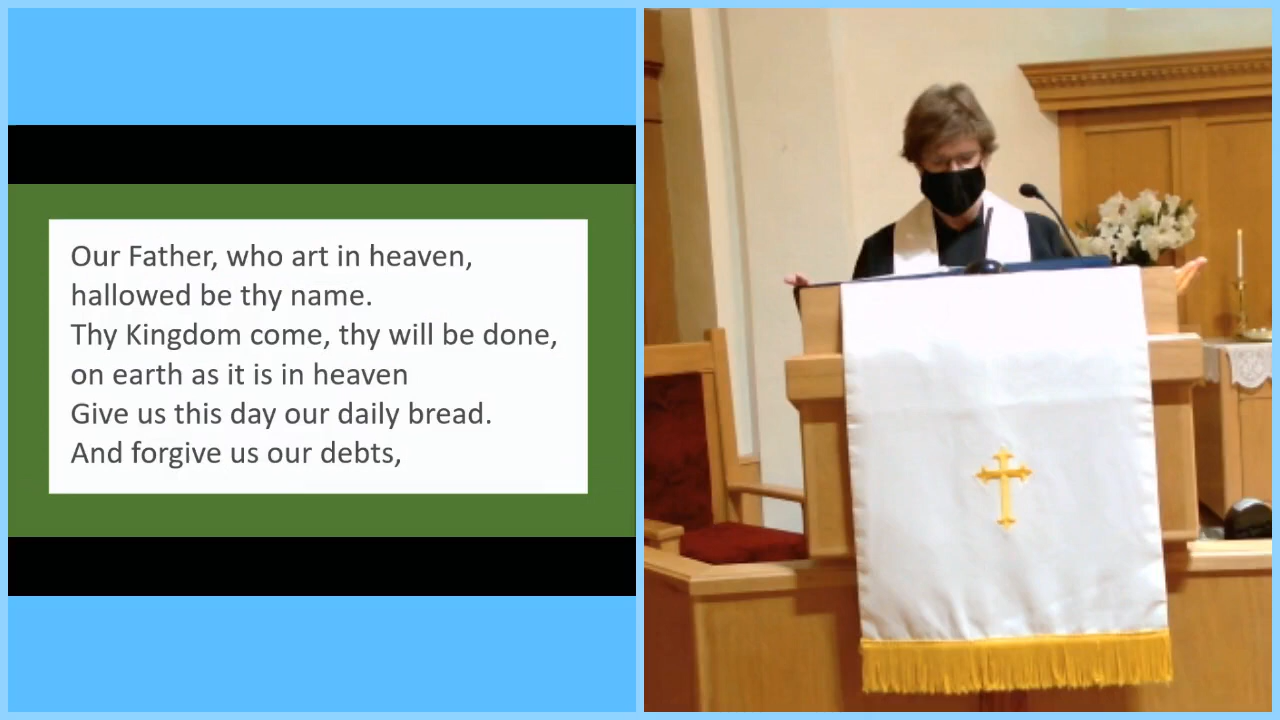 Our Father, who art in heaven,
hallowed be thy name.
Thy Kingdom come, thy will be done,
on earth as it is in heaven
Give us this day our daily bread.
And forgive us our debts,